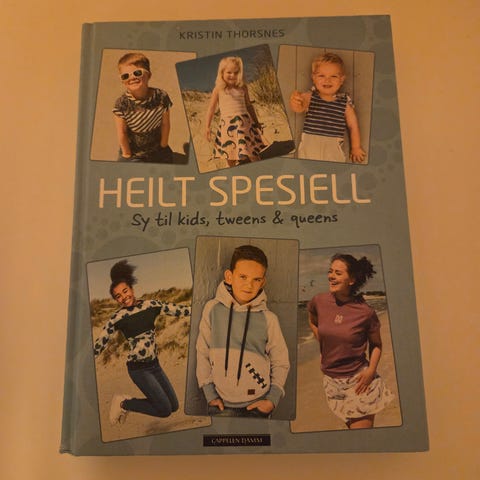 KRISTIN THORSNES
HEILT SPESIELL
Sy til kids, tweens & queens
CAPPELEN DAMM